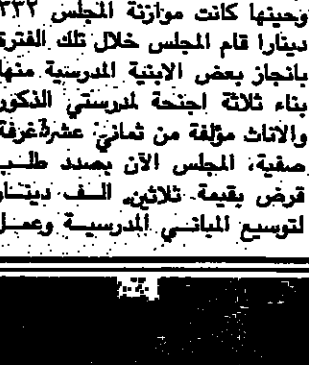 وحينها كانت موازنة المجلس ٣٣٢
دينارا قام المجلس خلال تلك الفترة
بانجاز بعض الابنية المدرسية منها
بناء ثلاثة اجنحة لمدرستي الذكور
والاناث مؤلفة من ثماني عشرة غرفة
صفية، المجلس الآن بصدد طلب
قرض بقيمة ثلاثين الف دينار
لتوسيع المباني المدرسية وعمل